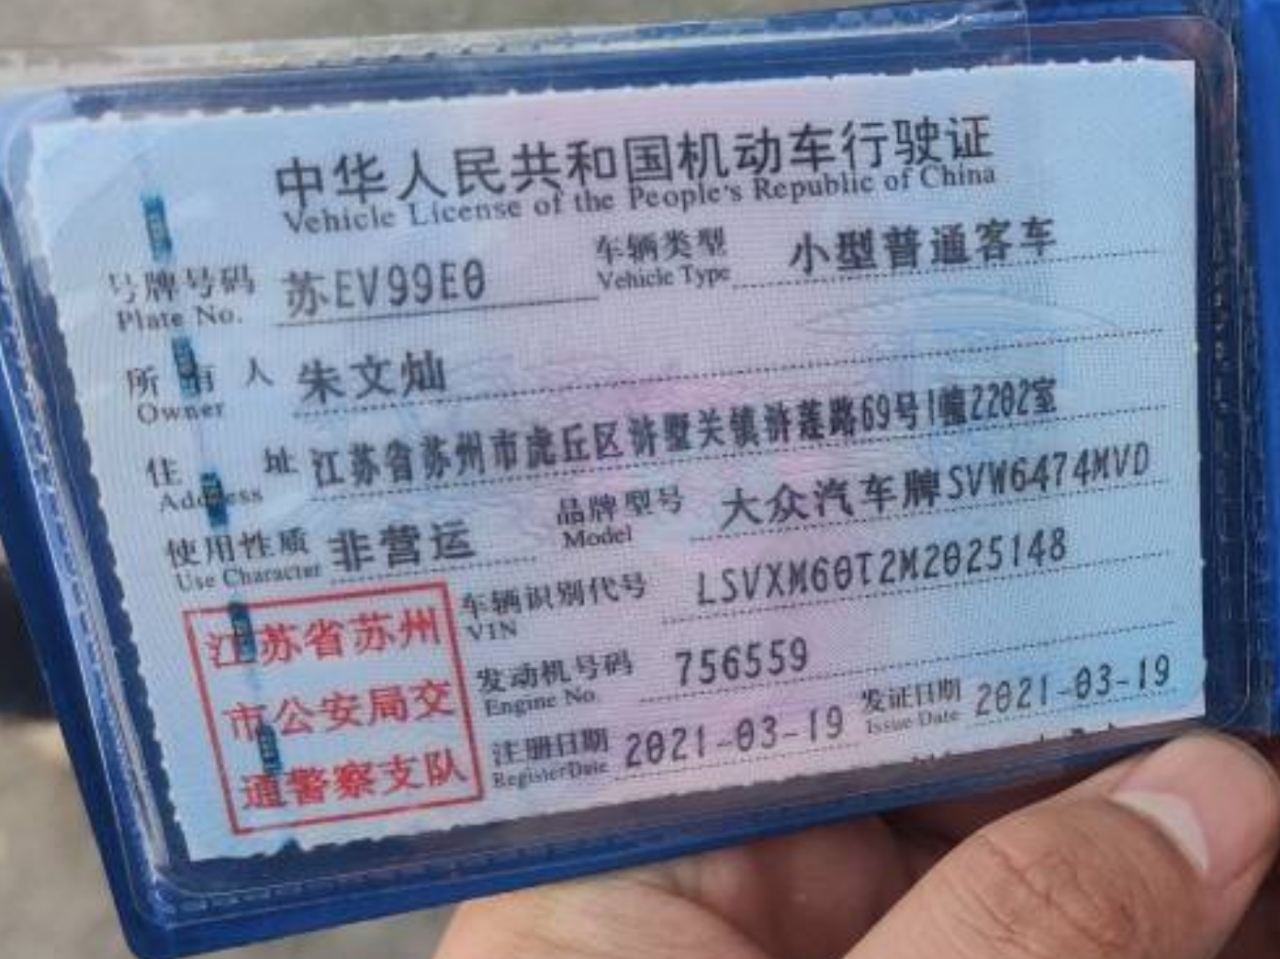 中华人民共和国机动车行驶证
Vehicle License of the People's Republic of China
号牌号码 苏EV99E0 车辆类型 小型普通客车
Plate No. Vehicle Type
所有人 朱文灿
Owner
住址 江苏省苏州市虎丘区浒墅关镇浒莲路69号1幢2202室
Address
使用性质 非营运 品牌型号 大众汽车牌SVW6474MVD
Use Character Model
江苏省苏州
市公安局交
通警察支队
车辆识别代号 LSVXM60T2M2025148
VIN
发动机号码 756559
Engine No.
注册日期 2021-03-19 发证日期 2021-03-19
Register Date Issue Date